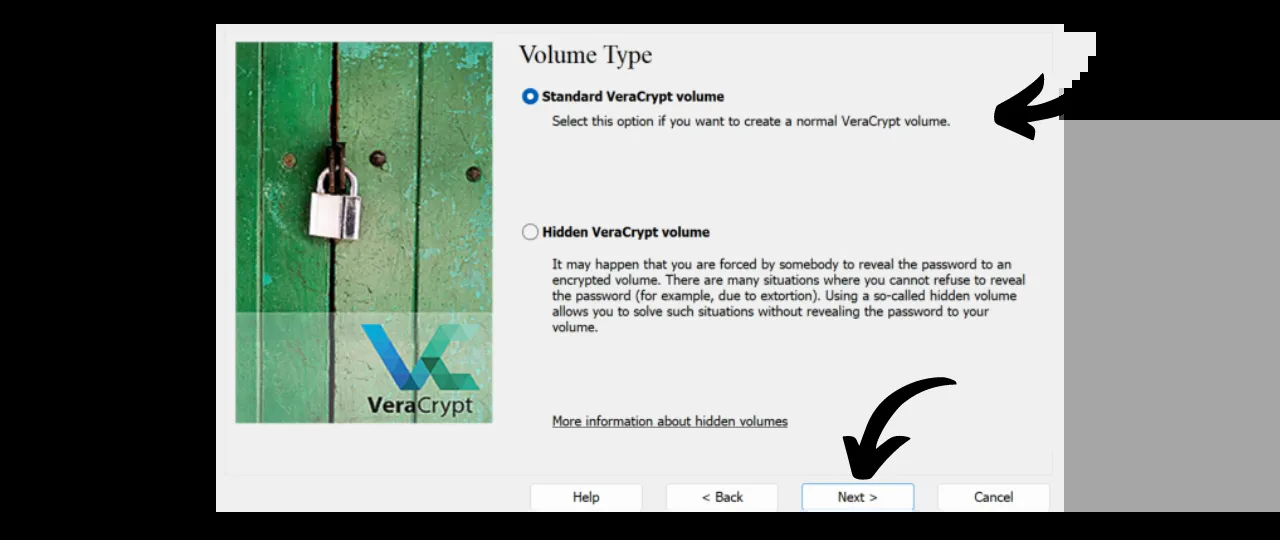 Volume Type
Standard VeraCrypt volume
Select this option if you want to create a normal VeraCrypt volume.
Hidden VeraCrypt volume
It may happen that you are forced by somebody to reveal the password to an
encrypted volume. There are many situations where you cannot refuse to reveal
the password (for example, due to extortion). Using a so-called hidden volume
allows you to solve such situations without revealing the password to your
volume.
VeraCrypt
More information about hidden volumes
Help
< Back
Next >
Cancel